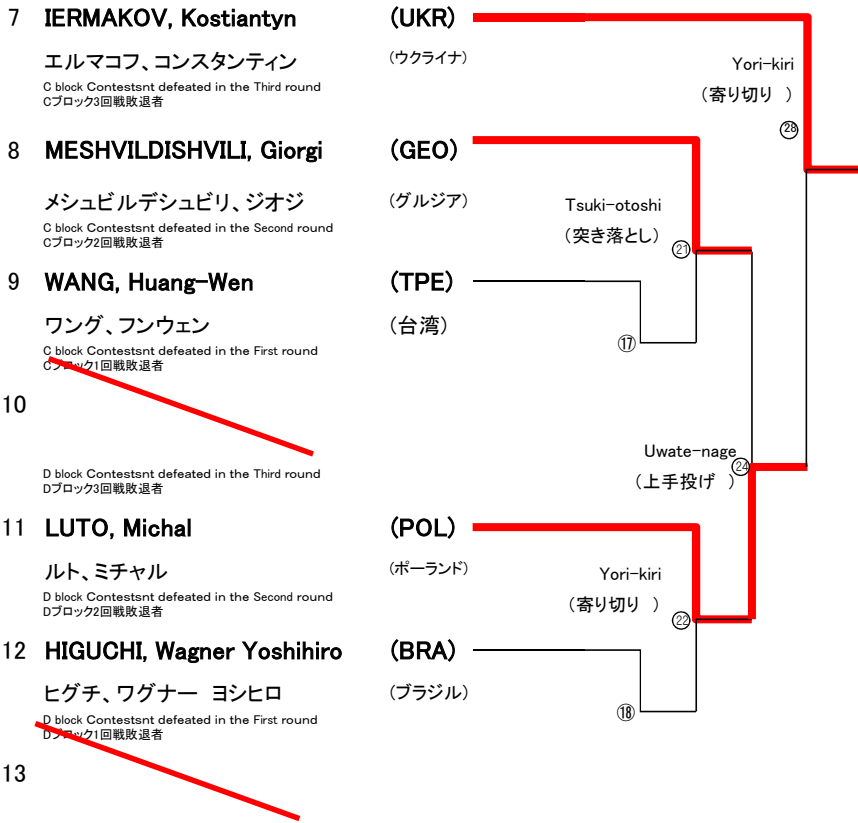 7 IERMAKOV, Kostiantyn (UKR)
エルマコフ、コンスタンティン (ウクライナ)
C block Contestsnt defeated in the Third round
Cブロック3回戦敗退者
Yori-kiri
(寄り切り )
㉘
8 MESHVILDISHVILI, Giorgi (GEO)
メシュビルデシュビリ、ジオジ (グルジア)
C block Contestsnt defeated in the Second round
Cブロック2回戦敗退者
Tsuki-otoshi
(突き落とし)
㉑
9 WANG, Huang-Wen (TPE)
ワング、フンウェン (台湾)
C block Contestsnt defeated in the First round
Cブロック1回戦敗退者
⑰
10
Uwate-nage
(上手投げ )
㉔
D block Contestsnt defeated in the Third round
Dブロック3回戦敗退者
11 LUTO, Michal (POL)
ルト、ミチャル (ポーランド)
D block Contestsnt defeated in the Second round
Dブロック2回戦敗退者
Yori-kiri
(寄り切り )
㉒
12 HIGUCHI, Wagner Yoshihiro (BRA)
ヒグチ、ワグナー ヨシヒロ (ブラジル)
D block Contestsnt defeated in the First round
Dブロック1回戦敗退者
⑱
13